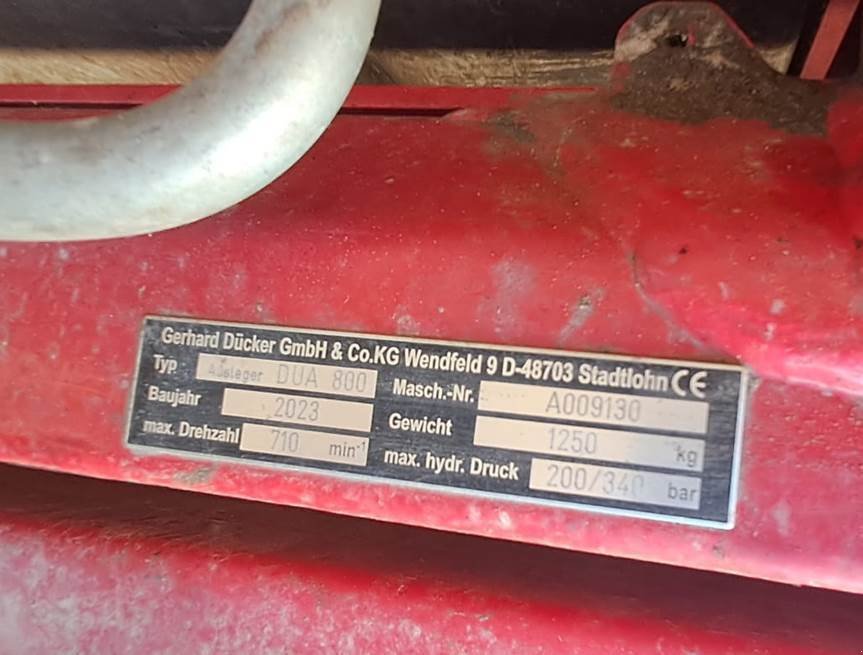 Gerhard Dücker GmbH & Co.KG Wendfeld 9 D-48703 Stadtlohn CE
Typ Ausleger DUA 800 Masch.-Nr. A009130
Baujahr 2023 Gewicht 1250 kg
max. Drehzahl 710 min⁻¹ max. hydr. Druck 200/340 bar